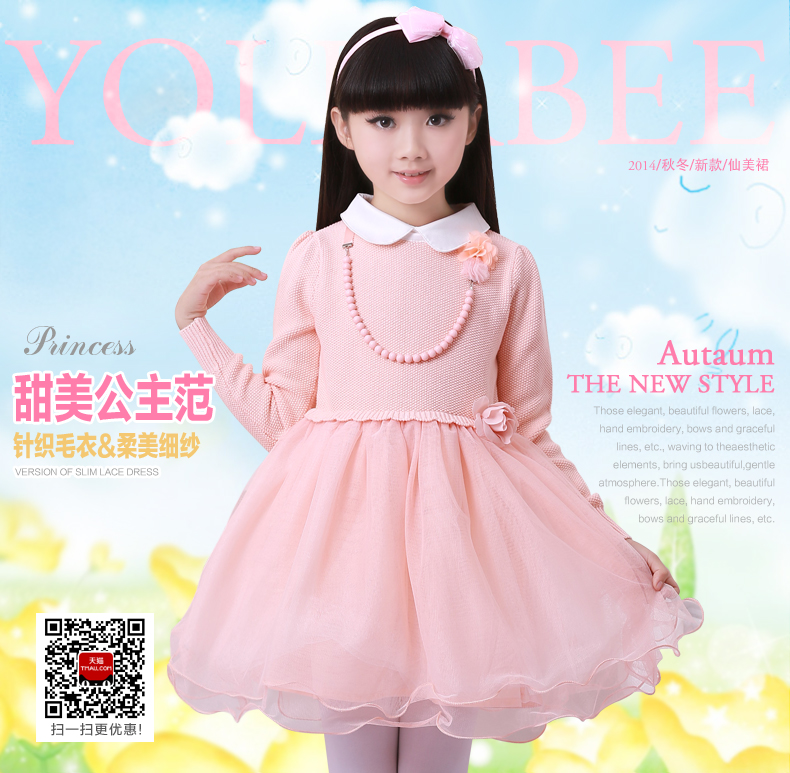 2014/秋冬/新款/仙美裙
Princess
甜美公主范
针织毛衣&柔美细纱
VERSION OF SLIM LACE DRESS
Autaum
THE NEW STYLE
Those elegant, beautiful flowers, lace,
hand embroidery, bows and graceful
lines, etc., waving to theaesthetic
elements, bring usbeautiful,gentle
atmosphere.Those elegant, beautiful
flowers, lace, hand embroidery,
bows and graceful lines, etc.
天猫
TMALL.COM
扫一扫更优惠!